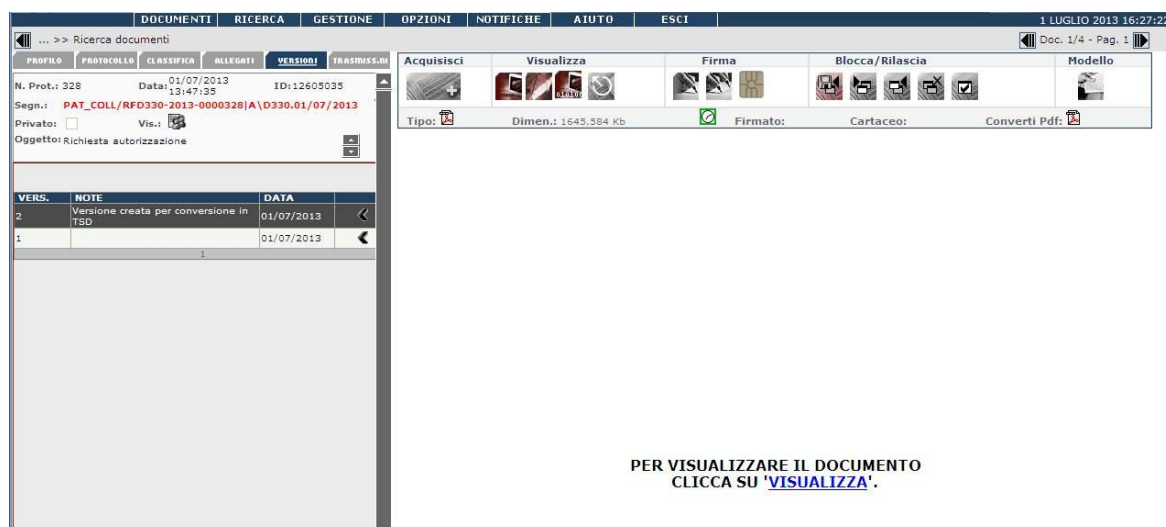 DOCUMENTI RICERCA GESTIONE OPZIONI NOTIFICHE AIUTO ESCI 1 LUGLIO 2013 16:27:22
... >> Ricerca documenti Doc. 1/4 - Pag. 1
PROFILO PROTOCOLLO CLASSIFICA ALLEGATI VERSIONI TRASMISS.NI
Acquisisci Visualizza Firma Blocca/Rilascia Modello
N. Prot.: 328 Data: 01/07/2013 13:47:35 ID:12605035
Segn.: PAT_COLL/RFD330-2013-0000328|A\D330.01/07/2013
Privato: Vis.:
Tipo: Dimen.: 1645,584 Kb Firmato: Cartaceo: Converti Pdf:
Oggetto: Richiesta autorizzazione
VERS. NOTE DATA
2 Versione creata per conversione in TSD 01/07/2013
1 01/07/2013
1
PER VISUALIZZARE IL DOCUMENTO
CLICCA SU 'VISUALIZZA'.